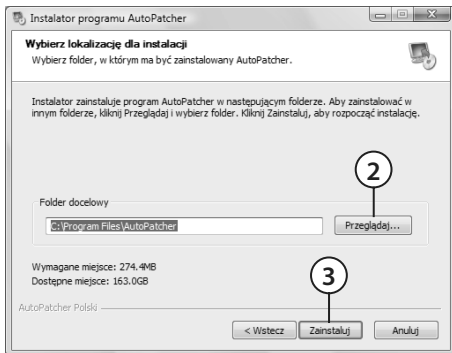 Instalator programu AutoPatcher
Wybierz lokalizację dla instalacji
Wybierz folder, w którym ma być zainstalowany AutoPatcher.
Instalator zainstaluje program AutoPatcher w następującym folderze. Aby zainstalować w
innym folderze, kliknij Przeglądaj i wybierz folder. Kliknij Zainstaluj, aby rozpocząć instalację.
2
Folder docelowy
C:\Program Files\AutoPatcher
Przeglądaj...
Wymagane miejsce: 274.4MB
Dostępne miejsce: 163.0GB
3
AutoPatcher Polski
< Wstecz Zainstaluj Anuluj